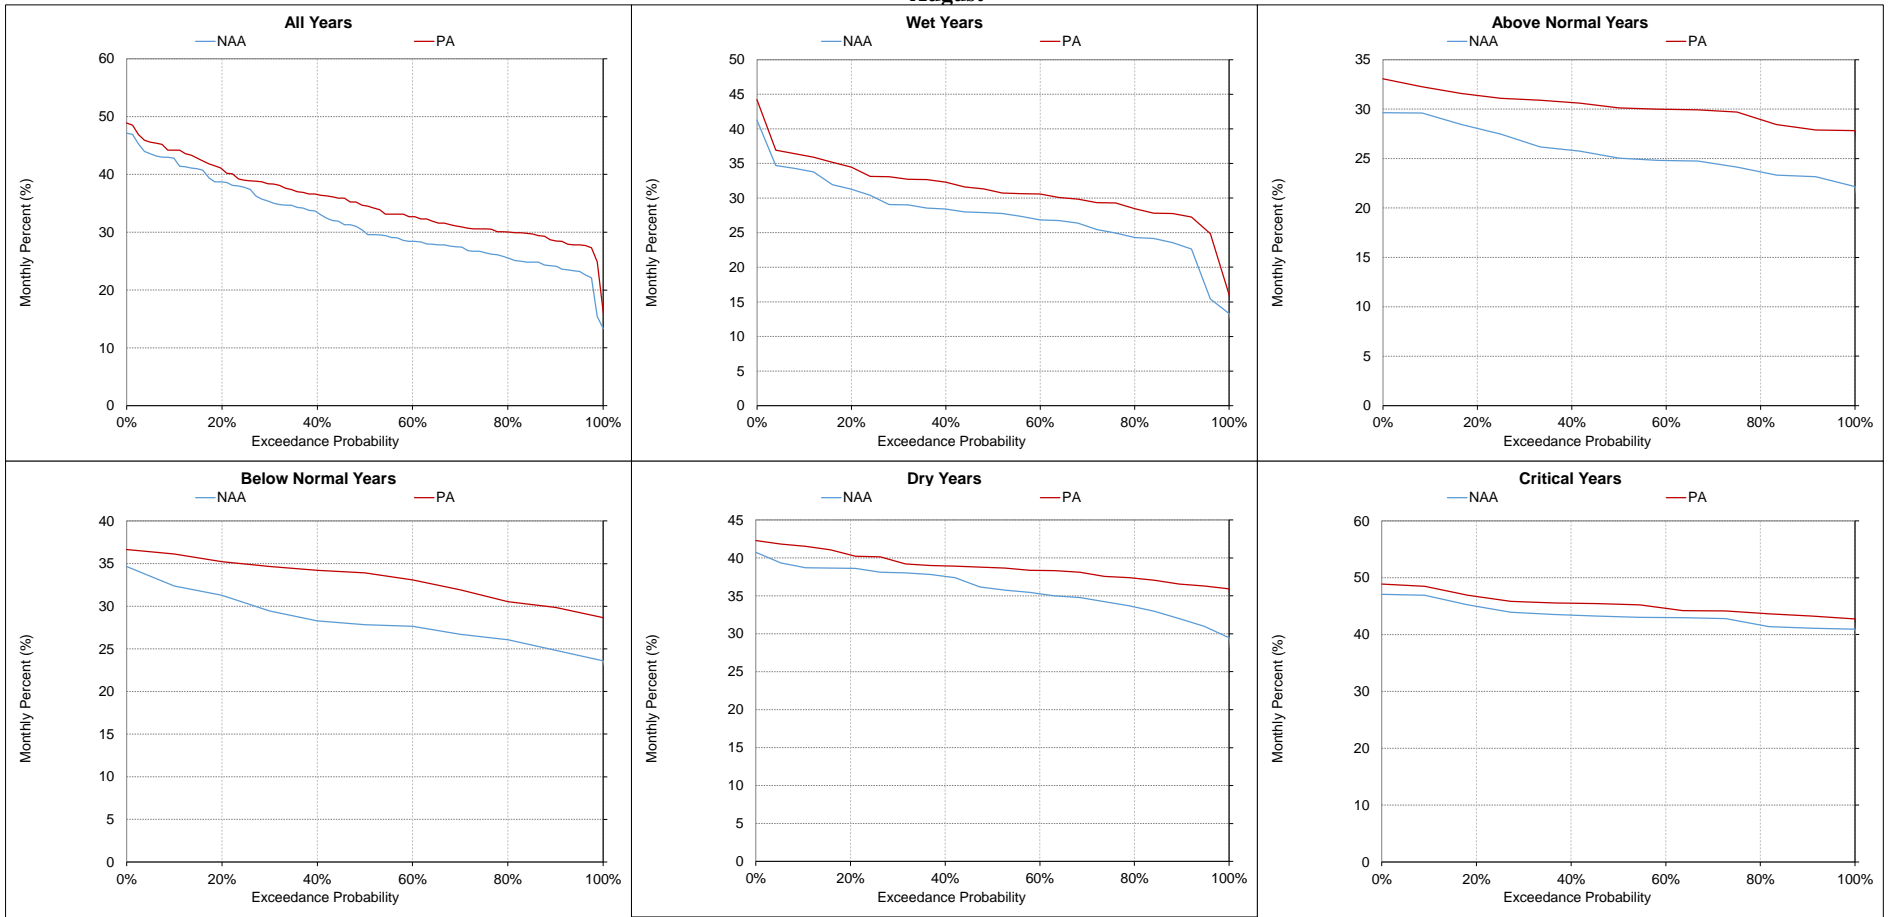 August
All Years
NAA PA
Monthly Percent (%)
60
50
40
30
20
10
0
0% 20% 40% 60% 80% 100%
Exceedance Probability
Wet Years
NAA PA
Monthly Percent (%)
50
45
40
35
30
25
20
15
10
5
0
0% 20% 40% 60% 80% 100%
Exceedance Probability
Above Normal Years
NAA PA
Monthly Percent (%)
35
30
25
20
15
10
5
0
0% 20% 40% 60% 80% 100%
Exceedance Probability
Below Normal Years
NAA PA
Monthly Percent (%)
40
35
30
25
20
15
10
5
0
0% 20% 40% 60% 80% 100%
Exceedance Probability
Dry Years
NAA PA
Monthly Percent (%)
45
40
35
30
25
20
15
10
5
0
0% 20% 40% 60% 80% 100%
Exceedance Probability
Critical Years
NAA PA
Monthly Percent (%)
60
50
40
30
20
10
0
0% 20% 40% 60% 80% 100%
Exceedance Probability